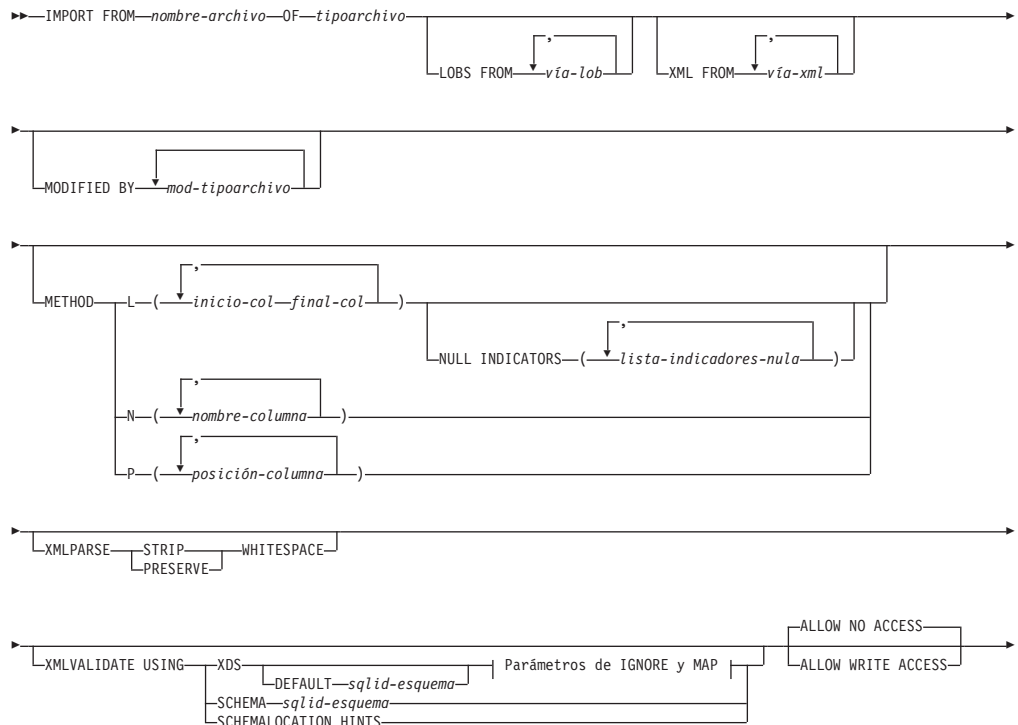 IMPORT FROM nombre-archivo OF tipoarchivo
,
LOBS FROM vía-lob
,
XML FROM vía-xml
MODIFIED BY mod-tipoarchivo
,
METHOD L ( inicio-col final-col )
,
NULL INDICATORS ( lista-indicadores-nula )
,
N ( nombre-columna )
,
P ( posición-columna )
XMLPARSE STRIP WHITESPACE
PRESERVE
ALLOW NO ACCESS
XMLVALIDATE USING XDS Parámetros de IGNORE y MAP ALLOW WRITE ACCESS
DEFAULT sqlid-esquema
SCHEMA sqlid-esquema
SCHEMALOCATION HINTS